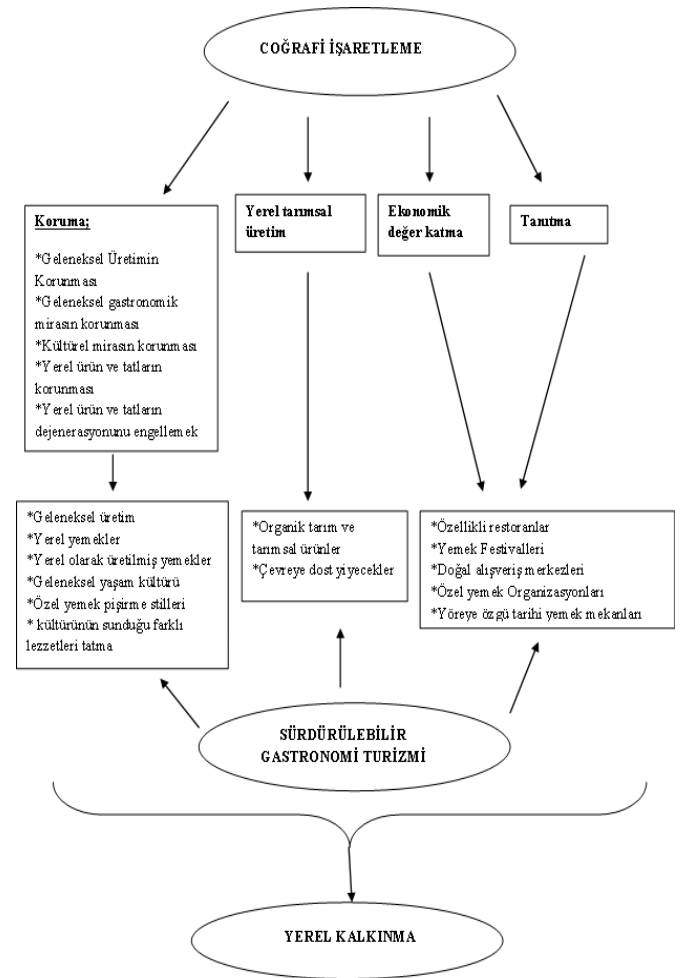 COĞRAFİ İŞARETLEME
Koruma;
*Geleneksel Üretimin
Korunması
*Geleneksel gastronomik
mirasın korunması
*Kültürel mirasın korunması
*Yerel ürün ve tatların
korunması
*Yerel ürün ve tatların
dejenerasyonunu engellemek
Yerel tarımsal
üretim
Ekonomik
değer katma
Tanıtma
*Geleneksel üretim
*Yerel yemekler
*Yerel olarak üretilmiş yemekler
*Geleneksel yaşam kültürü
*Özel yemek pişirme stilleri
* kültürünün sunduğu farklı
lezzetleri tatma
*Organik tarım ve
tarımsal ürünler
*Çevreye dost yiyecekler
*Özellikli restoranlar
*Yemek Festivalleri
*Doğal alışveriş merkezleri
*Özel yemek Organizasyonları
*Yöreye özgü tarihi yemek mekanları
SÜRDÜRÜLEBİLİR
GASTRONOMİ TURİZMİ
YEREL KALKINMA